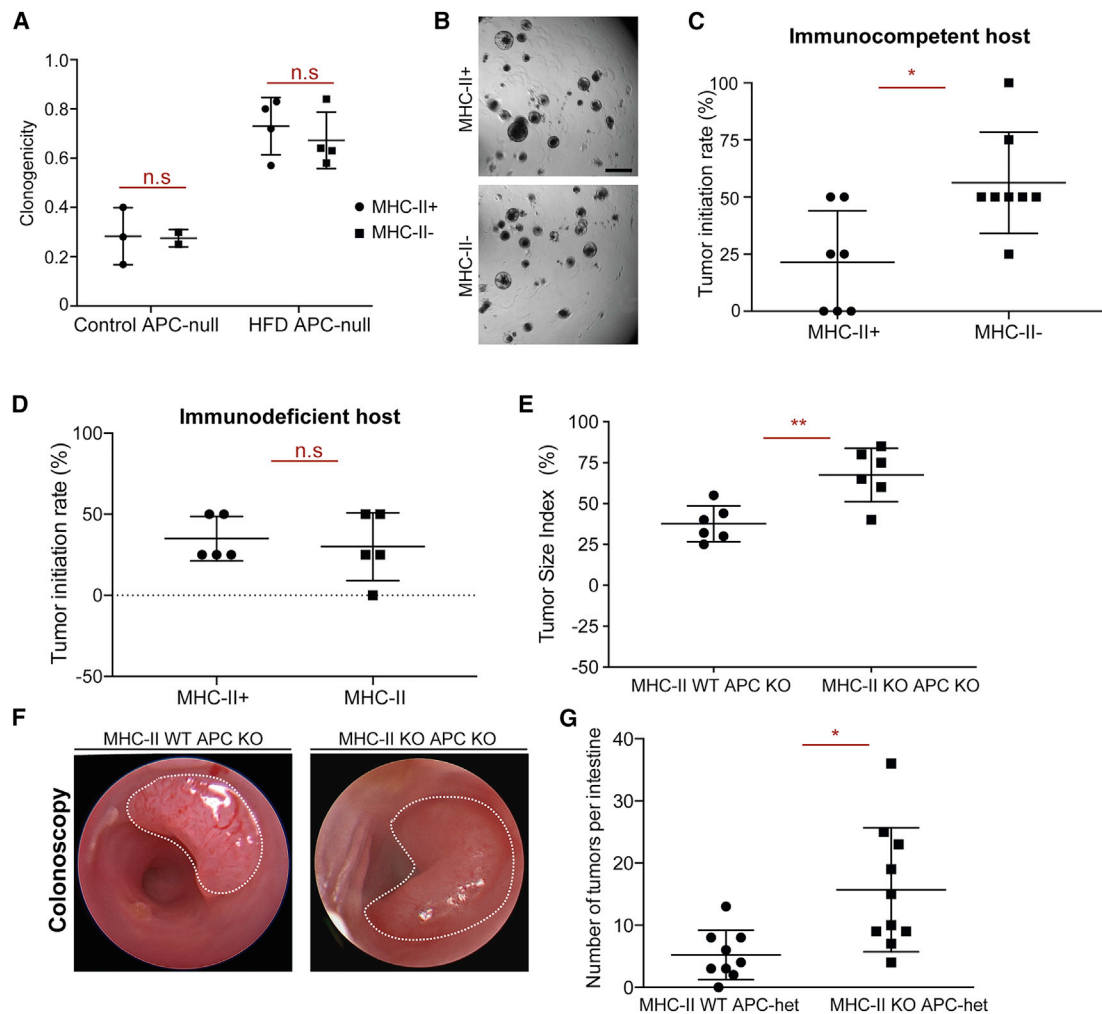 A
1.0
0.8
0.6
0.4
0.2
0
Clonogenicity
n.s
n.s
MHC-II+
MHC-II-
Control APC-null
HFD APC-null
B
MHC-II+
MHC-II-
C
Immunocompetent host
Tumor initiation rate (%)
100
75
50
25
0
*
MHC-II+
MHC-II-
D
Immunodeficient host
Tumor initiation rate (%)
100
50
0
-50
n.s
MHC-II+
MHC-II
E
Tumor Size Index (%)
100
75
50
25
0
-25
-50
**
MHC-II WT APC KO
MHC-II KO APC KO
F
MHC-II WT APC KO
MHC-II KO APC KO
Colonoscopy
G
Number of tumors per intestine
40
30
20
10
0
*
MHC-II WT APC-het
MHC-II KO APC-het